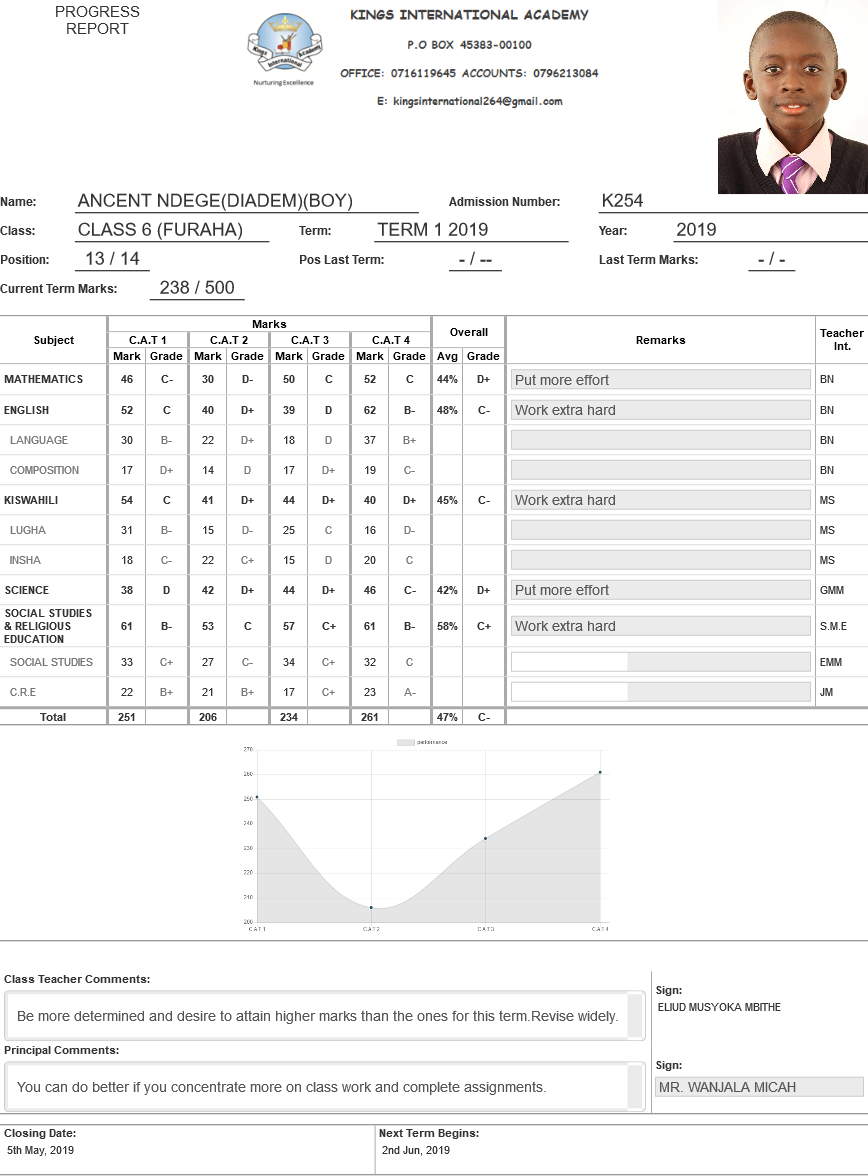 PROGRESS
REPORT
KINGS INTERNATIONAL ACADEMY
P.O BOX 45383-00100
OFFICE: 0716119645 ACCOUNTS: 0796213084
E: kingsinternational264@gmail.com
Kings International Academy
Nurturing Excellence
Name: ANCENT NDEGE(DIADEM)(BOY) Admission Number: K254
Class: CLASS 6 (FURAHA) Term: TERM 1 2019 Year: 2019
Position: 13 / 14 Pos Last Term: - / -- Last Term Marks: - / -
Current Term Marks: 238 / 500
Subject Marks Overall Remarks Teacher Int.
C.A.T 1 C.A.T 2 C.A.T 3 C.A.T 4
Mark Grade Mark Grade Mark Grade Mark Grade Avg Grade
MATHEMATICS 46 C- 30 D- 50 C 52 C 44% D+ Put more effort BN
ENGLISH 52 C 40 D+ 39 D 62 B- 48% C- Work extra hard BN
LANGUAGE 30 B- 22 D+ 18 D 37 B+ BN
COMPOSITION 17 D+ 14 D 17 D+ 19 C- BN
KISWAHILI 54 C 41 D+ 44 D+ 40 D+ 45% C- Work extra hard MS
LUGHA 31 B- 15 D- 25 C 16 D- MS
INSHA 18 C- 22 C+ 15 D 20 C MS
SCIENCE 38 D 42 D+ 44 D+ 46 C- 42% D+ Put more effort GMM
SOCIAL STUDIES & RELIGIOUS EDUCATION 61 B- 53 C 57 C+ 61 B- 58% C+ Work extra hard S.M.E
SOCIAL STUDIES 33 C+ 27 C- 34 C+ 32 C EMM
C.R.E 22 B+ 21 B+ 17 C+ 23 A- JM
Total 251 206 234 261 47% C-
performance
270
260
250
240
230
220
210
200
C.A.T 1 C.A.T 2 C.A.T 3 C.A.T 4
Class Teacher Comments:
Be more determined and desire to attain higher marks than the ones for this term.Revise widely.
Sign:
ELIUD MUSYOKA MBITHE
Principal Comments:
You can do better if you concentrate more on class work and complete assignments.
Sign:
MR. WANJALA MICAH
Closing Date: Next Term Begins:
5th May, 2019 2nd Jun, 2019